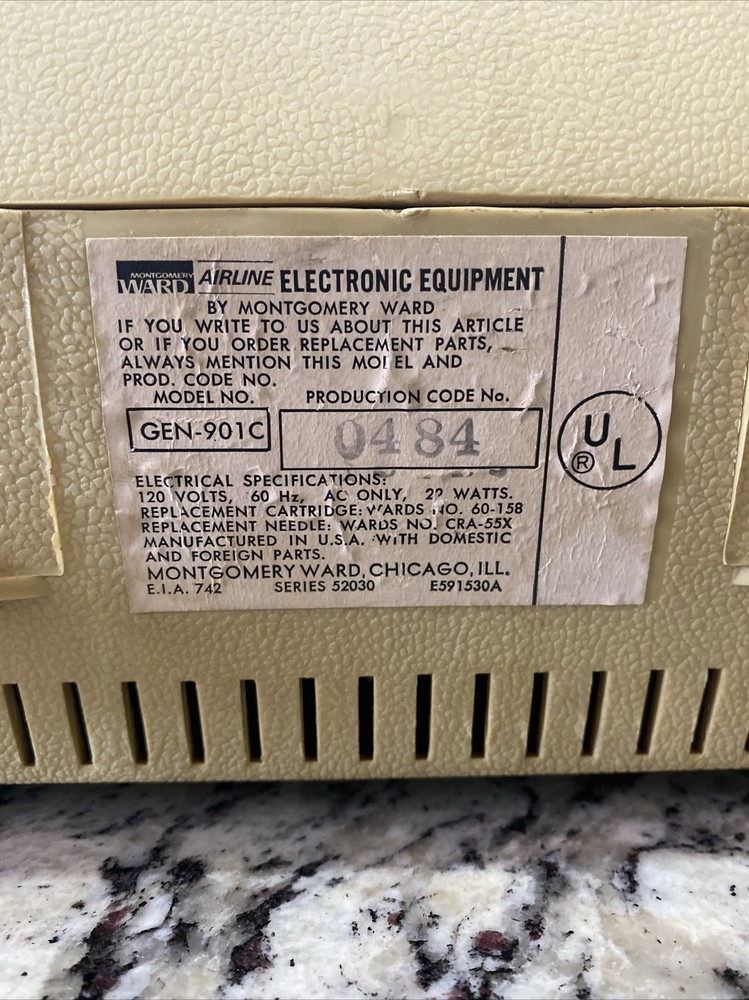 MONTGOMERY WARD AIRLINE ELECTRONIC EQUIPMENT
BY MONTGOMERY WARD
IF YOU WRITE TO US ABOUT THIS ARTICLE
OR IF YOU ORDER REPLACEMENT PARTS,
ALWAYS MENTION THIS MODEL AND
PROD. CODE NO.
MODEL NO. PRODUCTION CODE No.
GEN-901C 0484
UL ®
ELECTRICAL SPECIFICATIONS:
120 VOLTS, 60 Hz, AC ONLY, 22 WATTS.
REPLACEMENT CARTRIDGE: WARDS NO. 60-158
REPLACEMENT NEEDLE: WARDS NO. CRA-55X
MANUFACTURED IN U.S.A. WITH DOMESTIC
AND FOREIGN PARTS.
MONTGOMERY WARD, CHICAGO, ILL.
E.I.A. 742 SERIES 52030 E591530A